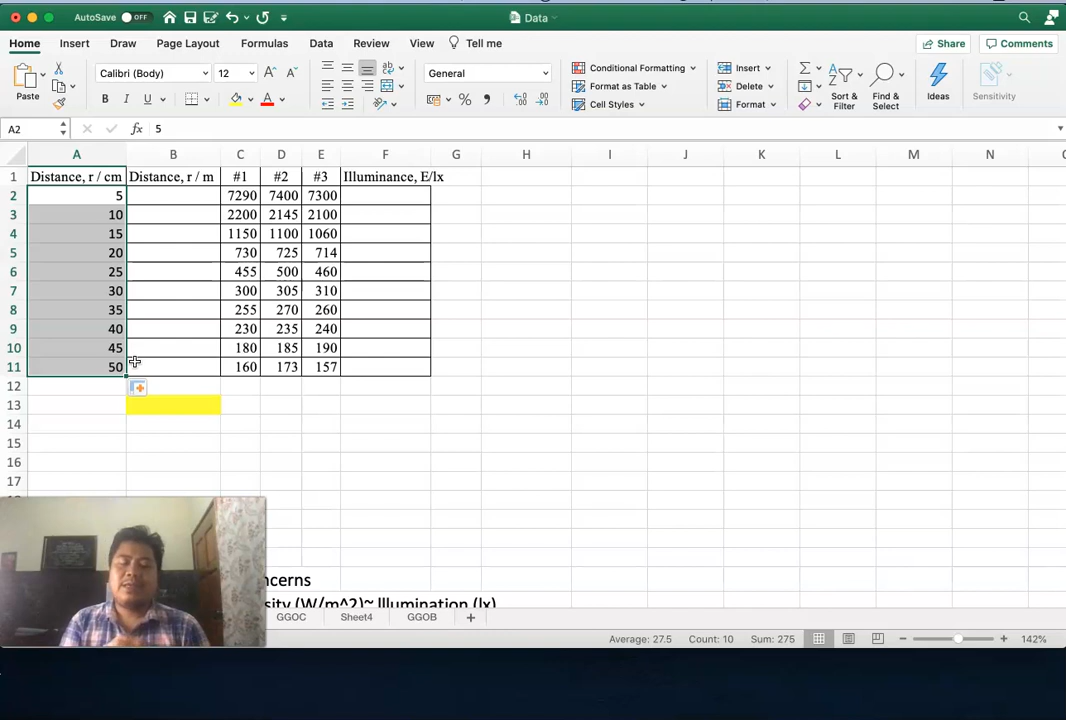 AutoSave OFF Data
Home Insert Draw Page Layout Formulas Data Review View Tell me Share Comments
Paste Calibri (Body) 12 A A General Conditional Formatting Insert
B I U A Format as Table Delete Sort & Filter Find & Select Ideas Sensitivity
Cell Styles Format
A2 fx 5
A B C D E F G H I J K L M N
1 Distance, r / cm Distance, r / m #1 #2 #3 Illuminance, E/lx
2 5 7290 7400 7300
3 10 2200 2145 2100
4 15 1150 1100 1060
5 20 730 725 714
6 25 455 500 460
7 30 300 305 310
8 35 255 270 260
9 40 230 235 240
10 45 180 185 190
11 50 160 173 157
12
13
14
15
16
17
ncerns
sity (W/m^2)~ Illumination (lx)
GGOC Sheet4 GGOB +
Average: 27.5 Count: 10 Sum: 275 142%